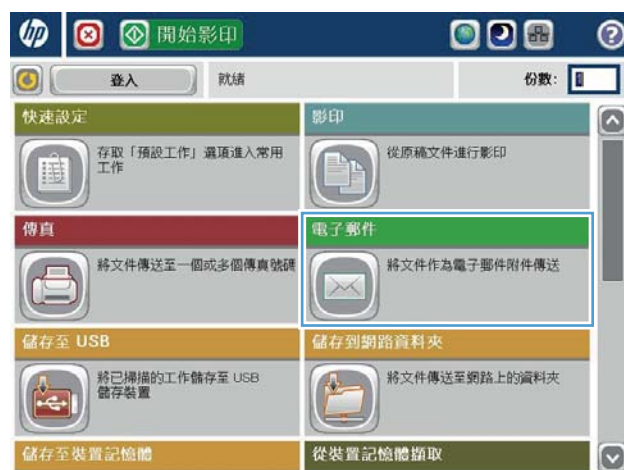 hp
開始影印
登入
就緒
份數:
快速設定
影印
存取「預設工作」選項進入常用
工作
從原稿文件進行影印
傳真
電子郵件
將文件傳送至一個或多個傳真號碼
將文件作為電子郵件附件傳送
儲存至 USB
儲存到網路資料夾
將已掃描的工作儲存至 USB
儲存裝置
將文件傳送至網路上的資料夾
儲存至裝置記憶體
從裝置記憶體擷取